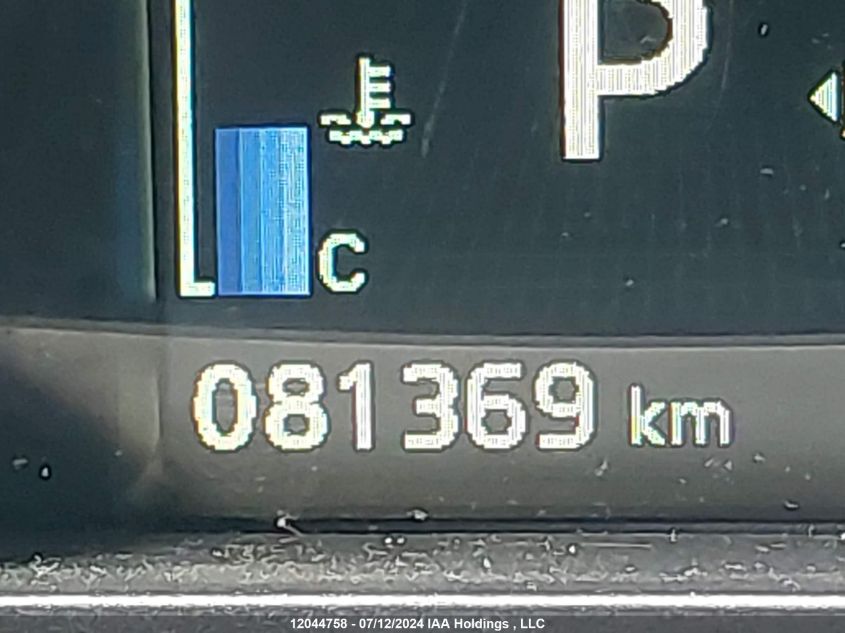 P
C
081369 km
12044758 - 07/12/2024 IAA Holdings , LLC